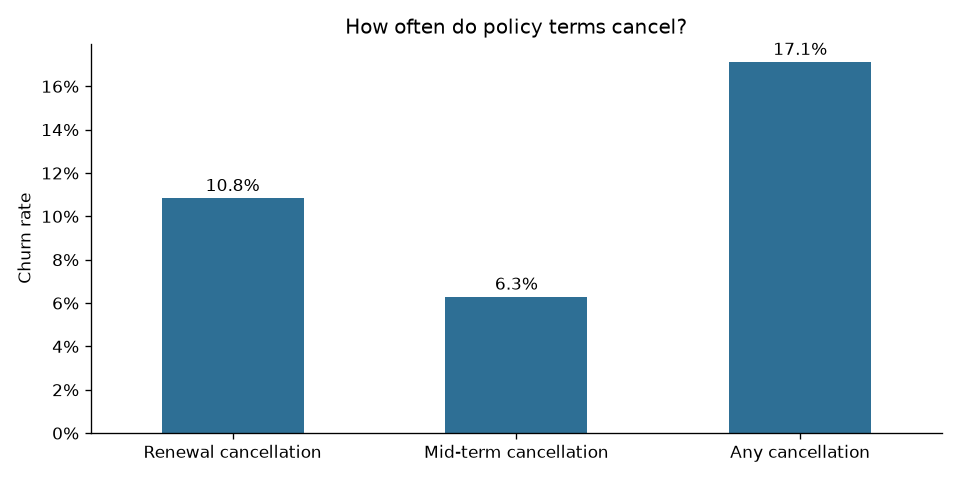 How often do policy terms cancel?
17.1%
16%
14%
12%
10.8%
10%
Churn rate
8%
6.3%
6%
4%
2%
0%
Renewal cancellation
Mid-term cancellation
Any cancellation